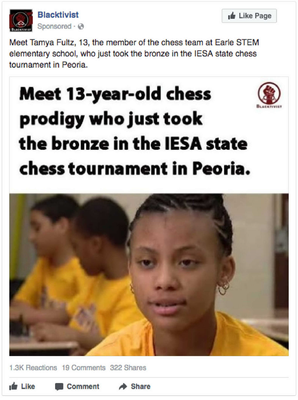 Blacktivist
Like Page
Sponsored ·
Meet Tamya Fultz, 13, the member of the chess team at Earle STEM
elementary school, who just took the bronze in the IESA state chess
tournament in Peoria.
Meet 13-year-old chess
prodigy who just took
the bronze in the IESA state
chess tournament in Peoria.
BLACKTIVIST
1.3K Reactions 19 Comments 322 Shares
Like Comment Share